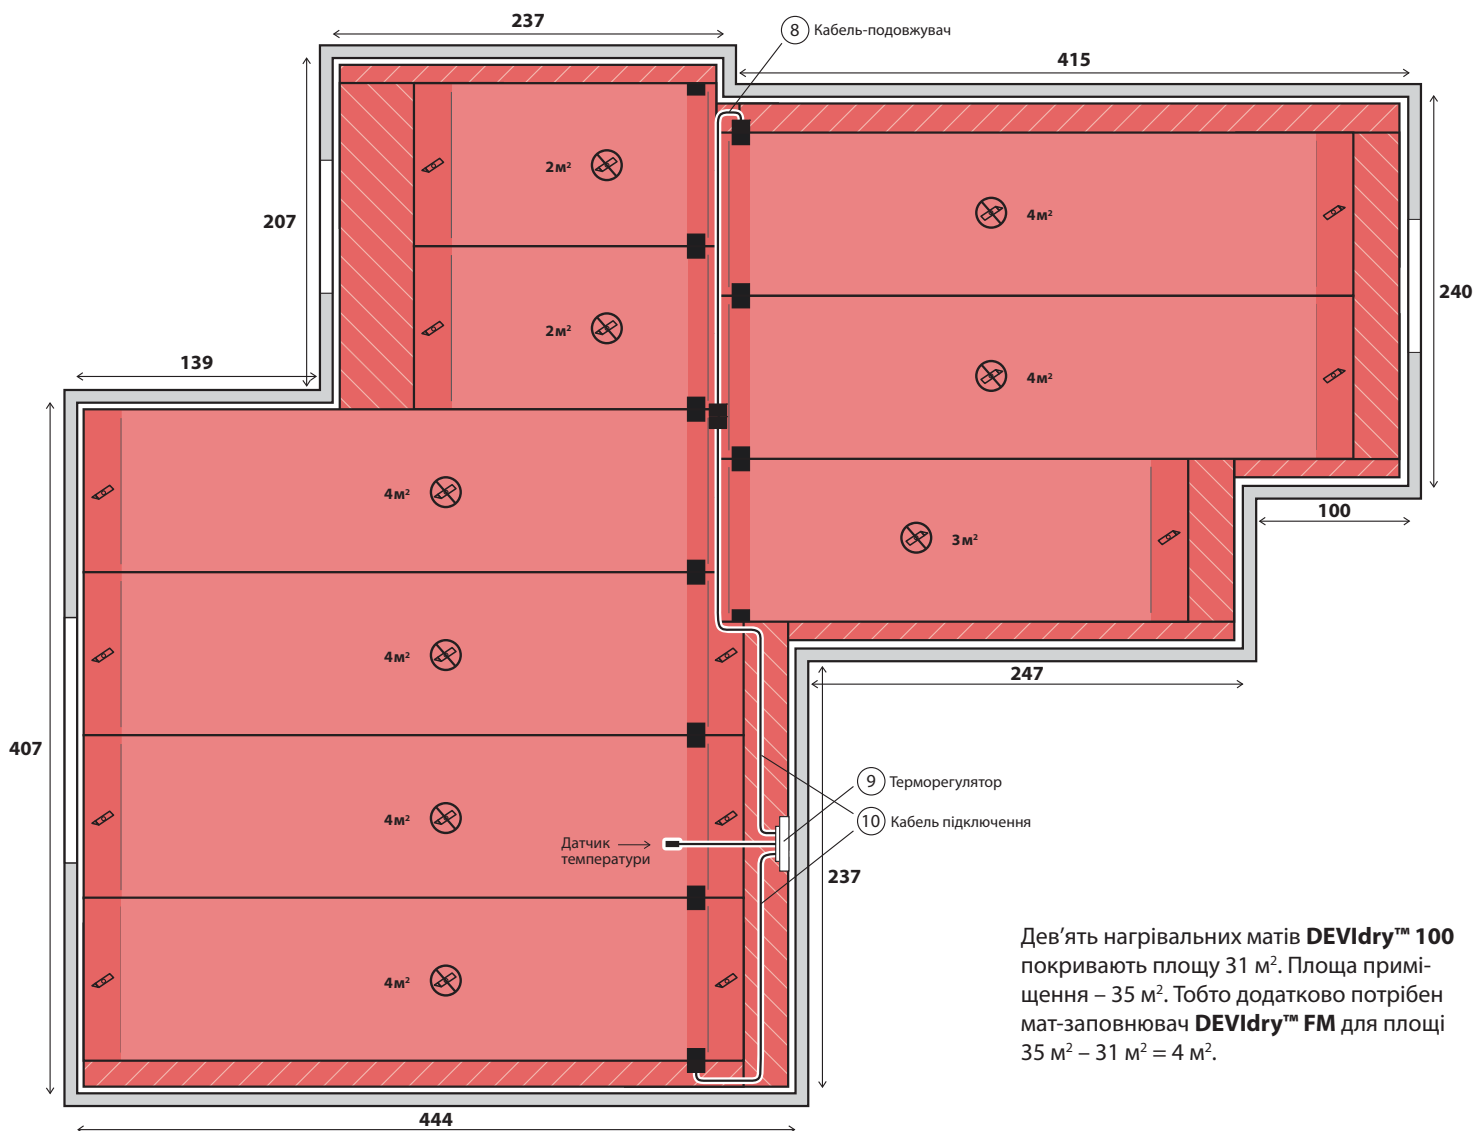 237
8 Кабель-подовжувач
415
2м²
4м²
207
240
2м²
4м²
139
4м²
3м²
100
4м²
247
407
9 Терморегулятор
4м²
10 Кабель підключення
Датчик
температури
237
4м²
444
Дев’ять нагрівальних матів DEVIdry™ 100
покривають площу 31 м². Площа примі-
щення – 35 м². Тобто додатково потрібен
мат-заповнювач DEVIdry™ FM для площі
35 м² – 31 м² = 4 м².